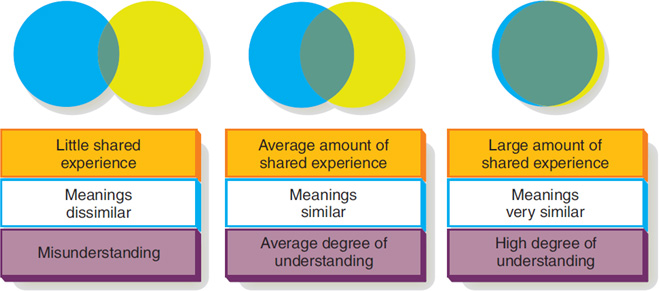 Little shared
experience
Meanings
dissimilar
Misunderstanding
Average amount of
shared experience
Meanings
similar
Average degree of
understanding
Large amount of
shared experience
Meanings
very similar
High degree of
understanding